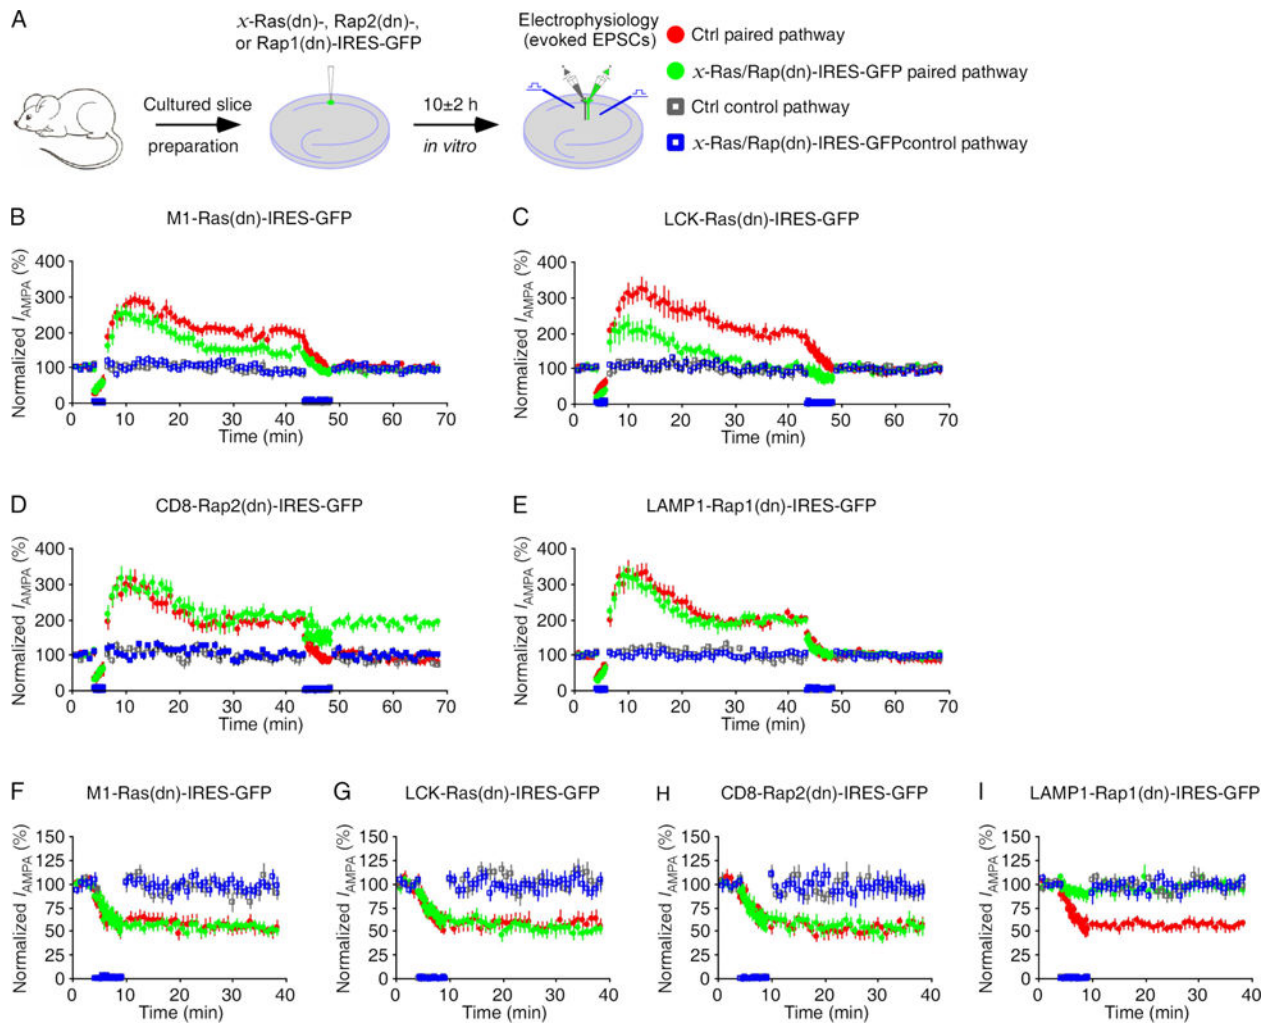 A
x-Ras(dn)-, Rap2(dn)-,
or Rap1(dn)-IRES-GFP
Electrophysiology
(evoked EPSCs)
Cultured slice
preparation
10±2 h
in vitro
Ctrl paired pathway
x-Ras/Rap(dn)-IRES-GFP paired pathway
Ctrl control pathway
x-Ras/Rap(dn)-IRES-GFPcontrol pathway
B
M1-Ras(dn)-IRES-GFP
Normalized I_AMPA (%)
400
300
200
100
0
0 10 20 30 40 50 60 70
Time (min)
C
LCK-Ras(dn)-IRES-GFP
Normalized I_AMPA (%)
400
300
200
100
0
0 10 20 30 40 50 60 70
Time (min)
D
CD8-Rap2(dn)-IRES-GFP
Normalized I_AMPA (%)
400
300
200
100
0
0 10 20 30 40 50 60 70
Time (min)
E
LAMP1-Rap1(dn)-IRES-GFP
Normalized I_AMPA (%)
400
300
200
100
0
0 10 20 30 40 50 60 70
Time (min)
F
M1-Ras(dn)-IRES-GFP
Normalized I_AMPA (%)
150
125
100
75
50
25
0
0 10 20 30 40
Time (min)
G
LCK-Ras(dn)-IRES-GFP
Normalized I_AMPA (%)
150
125
100
75
50
25
0
0 10 20 30 40
Time (min)
H
CD8-Rap2(dn)-IRES-GFP
Normalized I_AMPA (%)
150
125
100
75
50
25
0
0 10 20 30 40
Time (min)
I
LAMP1-Rap1(dn)-IRES-GFP
Normalized I_AMPA (%)
150
125
100
75
50
25
0
0 10 20 30 40
Time (min)